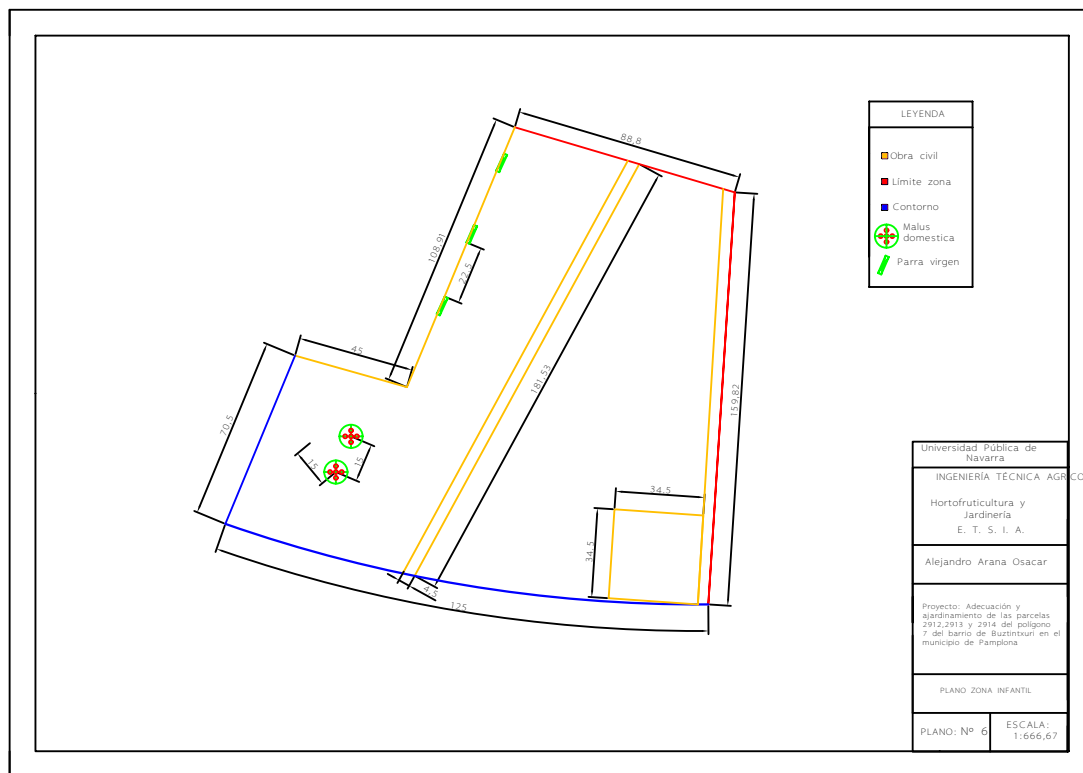 88,8
108,91
22,5
45
181,53
159,82
70,5
15
15
34,5
34,5
4,5
125
LEYENDA
Obra civil
Límite zona
Contorno
Malus
domestica
Parra virgen
Universidad Pública de
Navarra
INGENIERÍA TÉCNICA AGRICO
Hortofruticultura y
Jardinería
E. T. S. I. A.
Alejandro Arana Osacar
Proyecto: Adecuación y
ajardinamiento de las parcelas
2912,2913 y 2914 del polígono
7 del barrio de Buztintxuri en el
municipio de Pamplona
PLANO ZONA INFANTIL
PLANO: Nº 6
ESCALA:
1:666,67